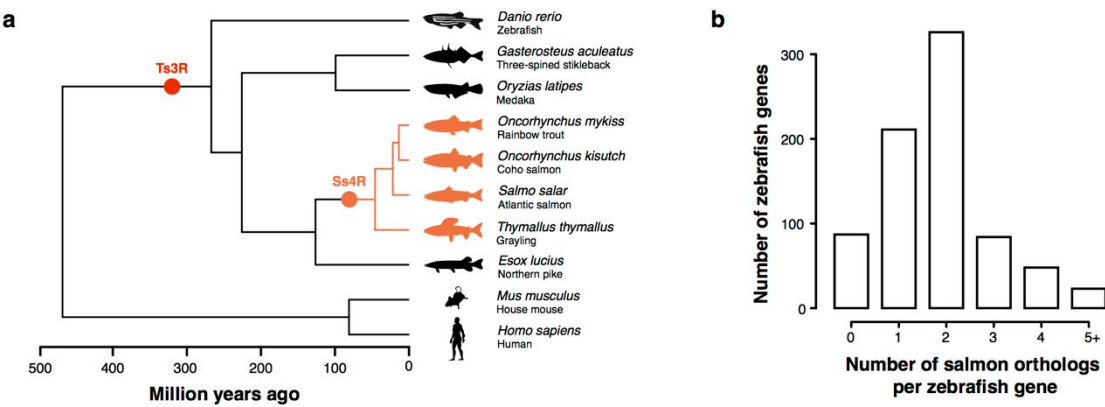 a
Danio rerio
Zebrafish
Gasterosteus aculeatus
Three-spined stikleback
Ts3R
Oryzias latipes
Medaka
Oncorhynchus mykiss
Rainbow trout
Oncorhynchus kisutch
Coho salmon
Ss4R
Salmo salar
Atlantic salmon
Thymallus thymallus
Grayling
Esox lucius
Northern pike
Mus musculus
House mouse
Homo sapiens
Human
500 400 300 200 100 0
Million years ago
b
Number of zebrafish genes
300
200
100
0
0 1 2 3 4 5+
Number of salmon orthologs
per zebrafish gene